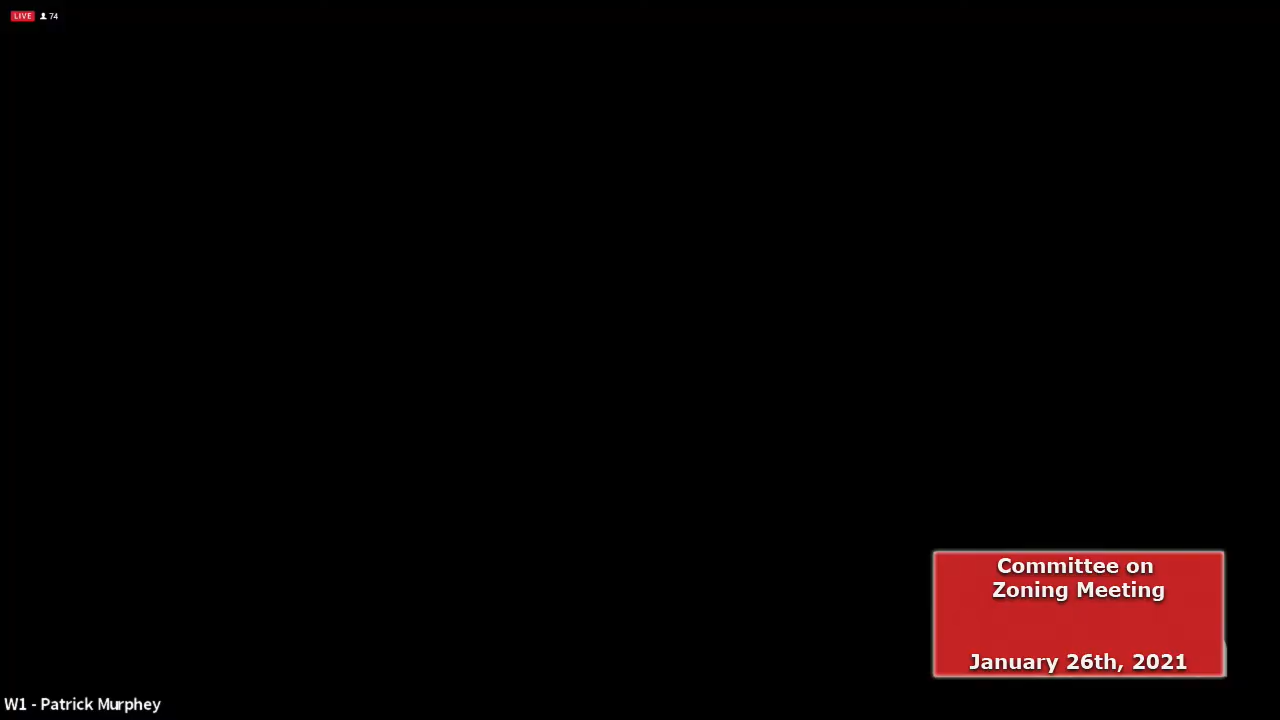 LIVE 74
Committee on
Zoning Meeting
January 26th, 2021
W1 - Patrick Murphey